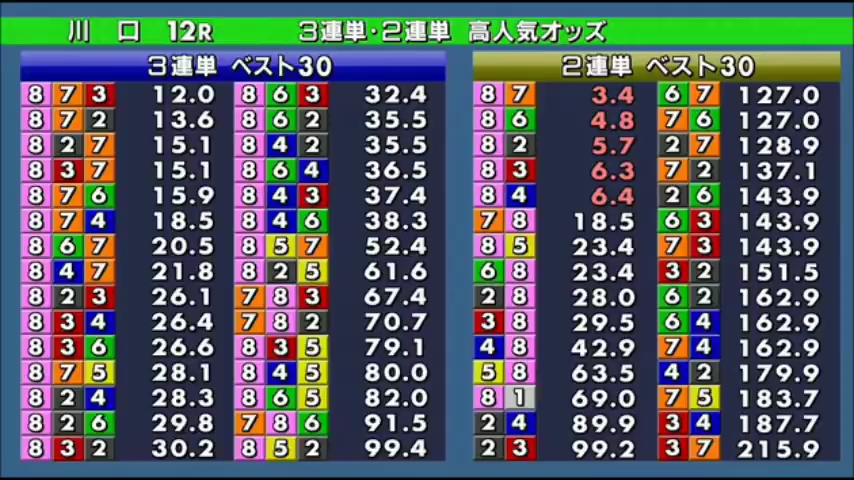 川 口 12R 3連単・2連単 高人気オッズ
3連単 ベスト30 2連単 ベスト30
8 7 3 12.0 8 6 3 32.4 8 7 3.4 6 7 127.0
8 7 2 13.6 8 6 2 35.5 8 6 4.8 7 6 127.0
8 2 7 15.1 8 4 2 35.5 8 2 5.7 2 7 128.9
8 3 7 15.1 8 6 4 36.5 8 3 6.3 7 2 137.1
8 7 6 15.9 8 4 3 37.4 8 4 6.4 2 6 143.9
8 7 4 18.5 8 4 6 38.3 7 8 18.5 6 3 143.9
8 6 7 20.5 8 5 7 52.4 8 5 23.4 7 3 143.9
8 4 7 21.8 8 2 5 61.6 6 8 23.4 3 2 151.5
8 2 3 26.1 7 8 3 67.4 2 8 28.0 6 2 162.9
8 3 4 26.4 7 8 2 70.7 3 8 29.5 6 4 162.9
8 3 6 26.6 8 3 5 79.1 4 8 42.9 7 4 162.9
8 7 5 28.1 8 4 5 80.0 5 8 63.5 4 2 179.9
8 2 4 28.3 8 6 5 82.0 8 1 69.0 7 5 183.7
8 2 6 29.8 7 8 6 91.5 2 4 89.9 3 4 187.7
8 3 2 30.2 8 5 2 99.4 2 3 99.2 3 7 215.9